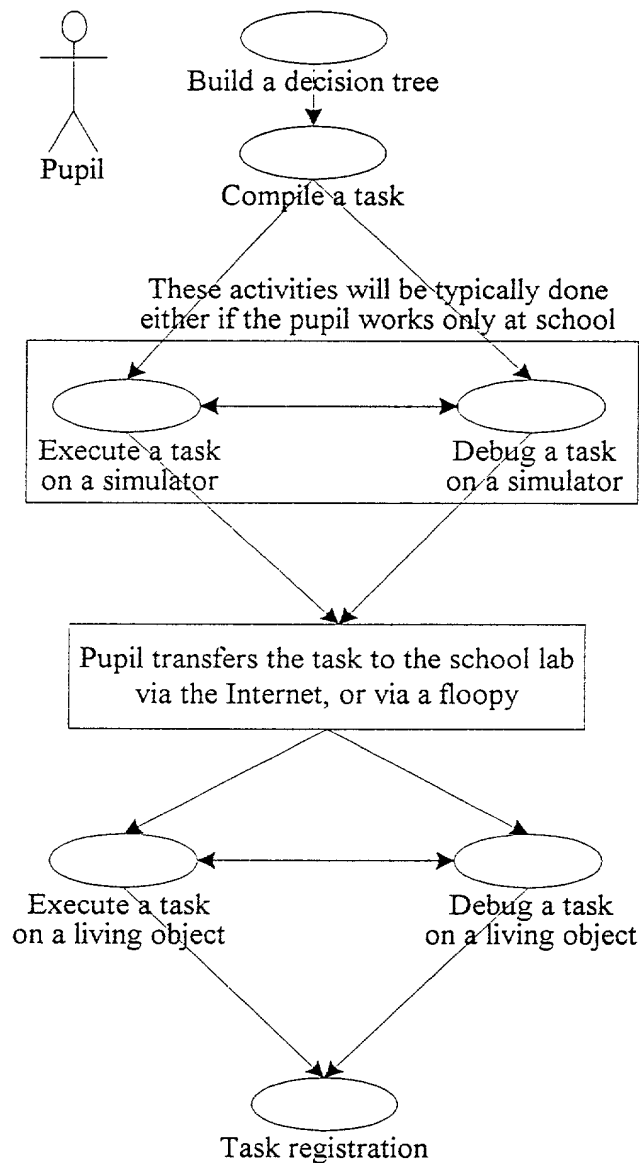 Build a decision tree
Pupil
Compile a task
These activities will be typically done
either if the pupil works only at school
Execute a task
on a simulator
Debug a task
on a simulator
Pupil transfers the task to the school lab
via the Internet, or via a floopy
Execute a task
on a living object
Debug a task
on a living object
Task registration